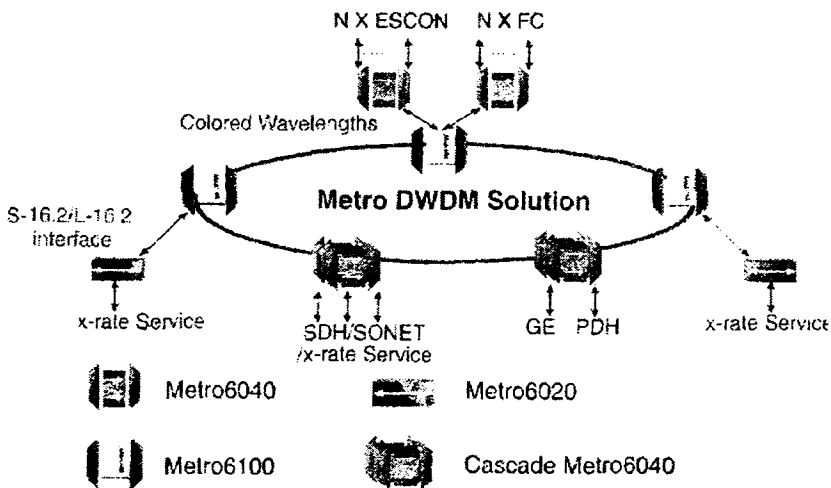 N X ESCON N X FC
Colored Wavelengths
Metro DWDM Solution
S-16.2/L-16.2
interface
x-rate Service
SDH/SONET
/x-rate Service
GE PDH
x-rate Service
Metro6040 Metro6020
Metro6100 Cascade Metro6040